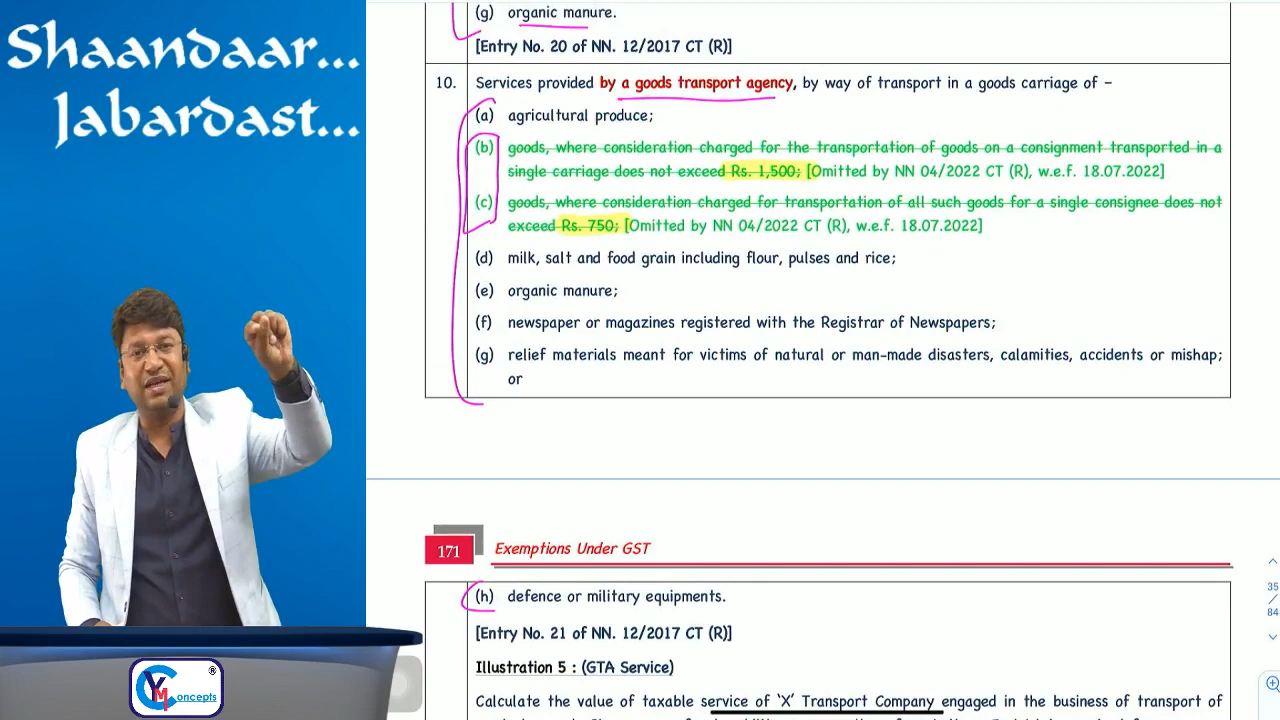 Shaandaar...
Jabardast...
(g) organic manure.
[Entry No. 20 of NN. 12/2017 CT (R)]
10. Services provided by a goods transport agency, by way of transport in a goods carriage of –
(a) agricultural produce;
(b) goods, where consideration charged for the transportation of goods on a consignment transported in a
single carriage does not exceed Rs. 1,500; [Omitted by NN 04/2022 CT (R), w.e.f. 18.07.2022]
(c) goods, where consideration charged for transportation of all such goods for a single consignee does not
exceed Rs. 750; [Omitted by NN 04/2022 CT (R), w.e.f. 18.07.2022]
(d) milk, salt and food grain including flour, pulses and rice;
(e) organic manure;
(f) newspaper or magazines registered with the Registrar of Newspapers;
(g) relief materials meant for victims of natural or man-made disasters, calamities, accidents or mishap;
or
171 Exemptions Under GST
(h) defence or military equipments.
[Entry No. 21 of NN. 12/2017 CT (R)]
Illustration 5 : (GTA Service)
Calculate the value of taxable service of 'X' Transport Company engaged in the business of transport of
35
/
84
YM Concepts ®